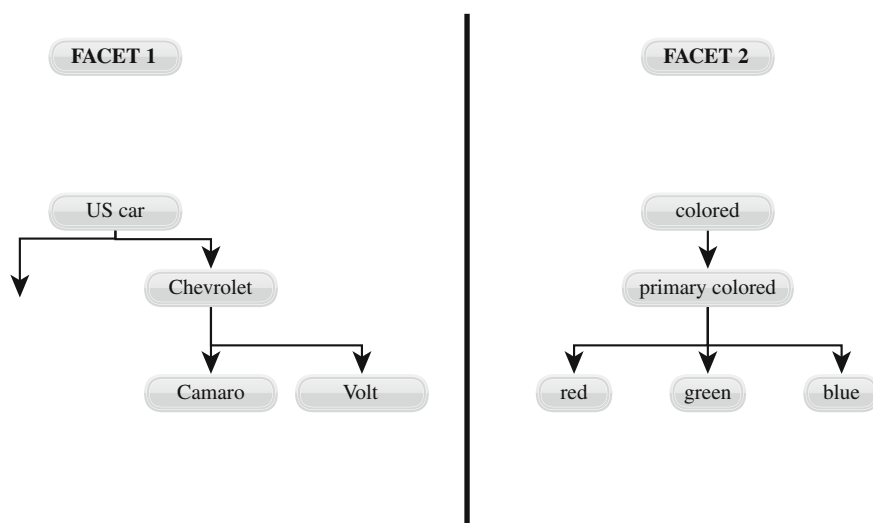 FACET 1
FACET 2
US car
colored
Chevrolet
primary colored
Camaro
Volt
red
green
blue